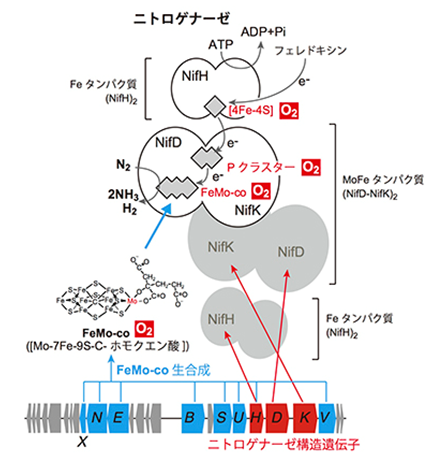 ニトロゲナーゼ
ADP+Pi
ATP
フェレドキシン
Fe タンパク質
(NifH)2
NifH
e-
[4Fe-4S] O2
NifD
e-
P クラスター O2
N2
e-
FeMo-co O2
2NH3
H2
NifK
MoFe タンパク質
(NifD-NifK)2
NifK
NifD
NifH
Fe タンパク質
(NifH)2
O-
O
O
O-
O
O-
O
S
Fe
C
Mo
FeMo-co O2
([Mo-7Fe-9S-C- ホモクエン酸 ])
FeMo-co 生合成
N E B S U H D K V
X
ニトロゲナーゼ構造遺伝子